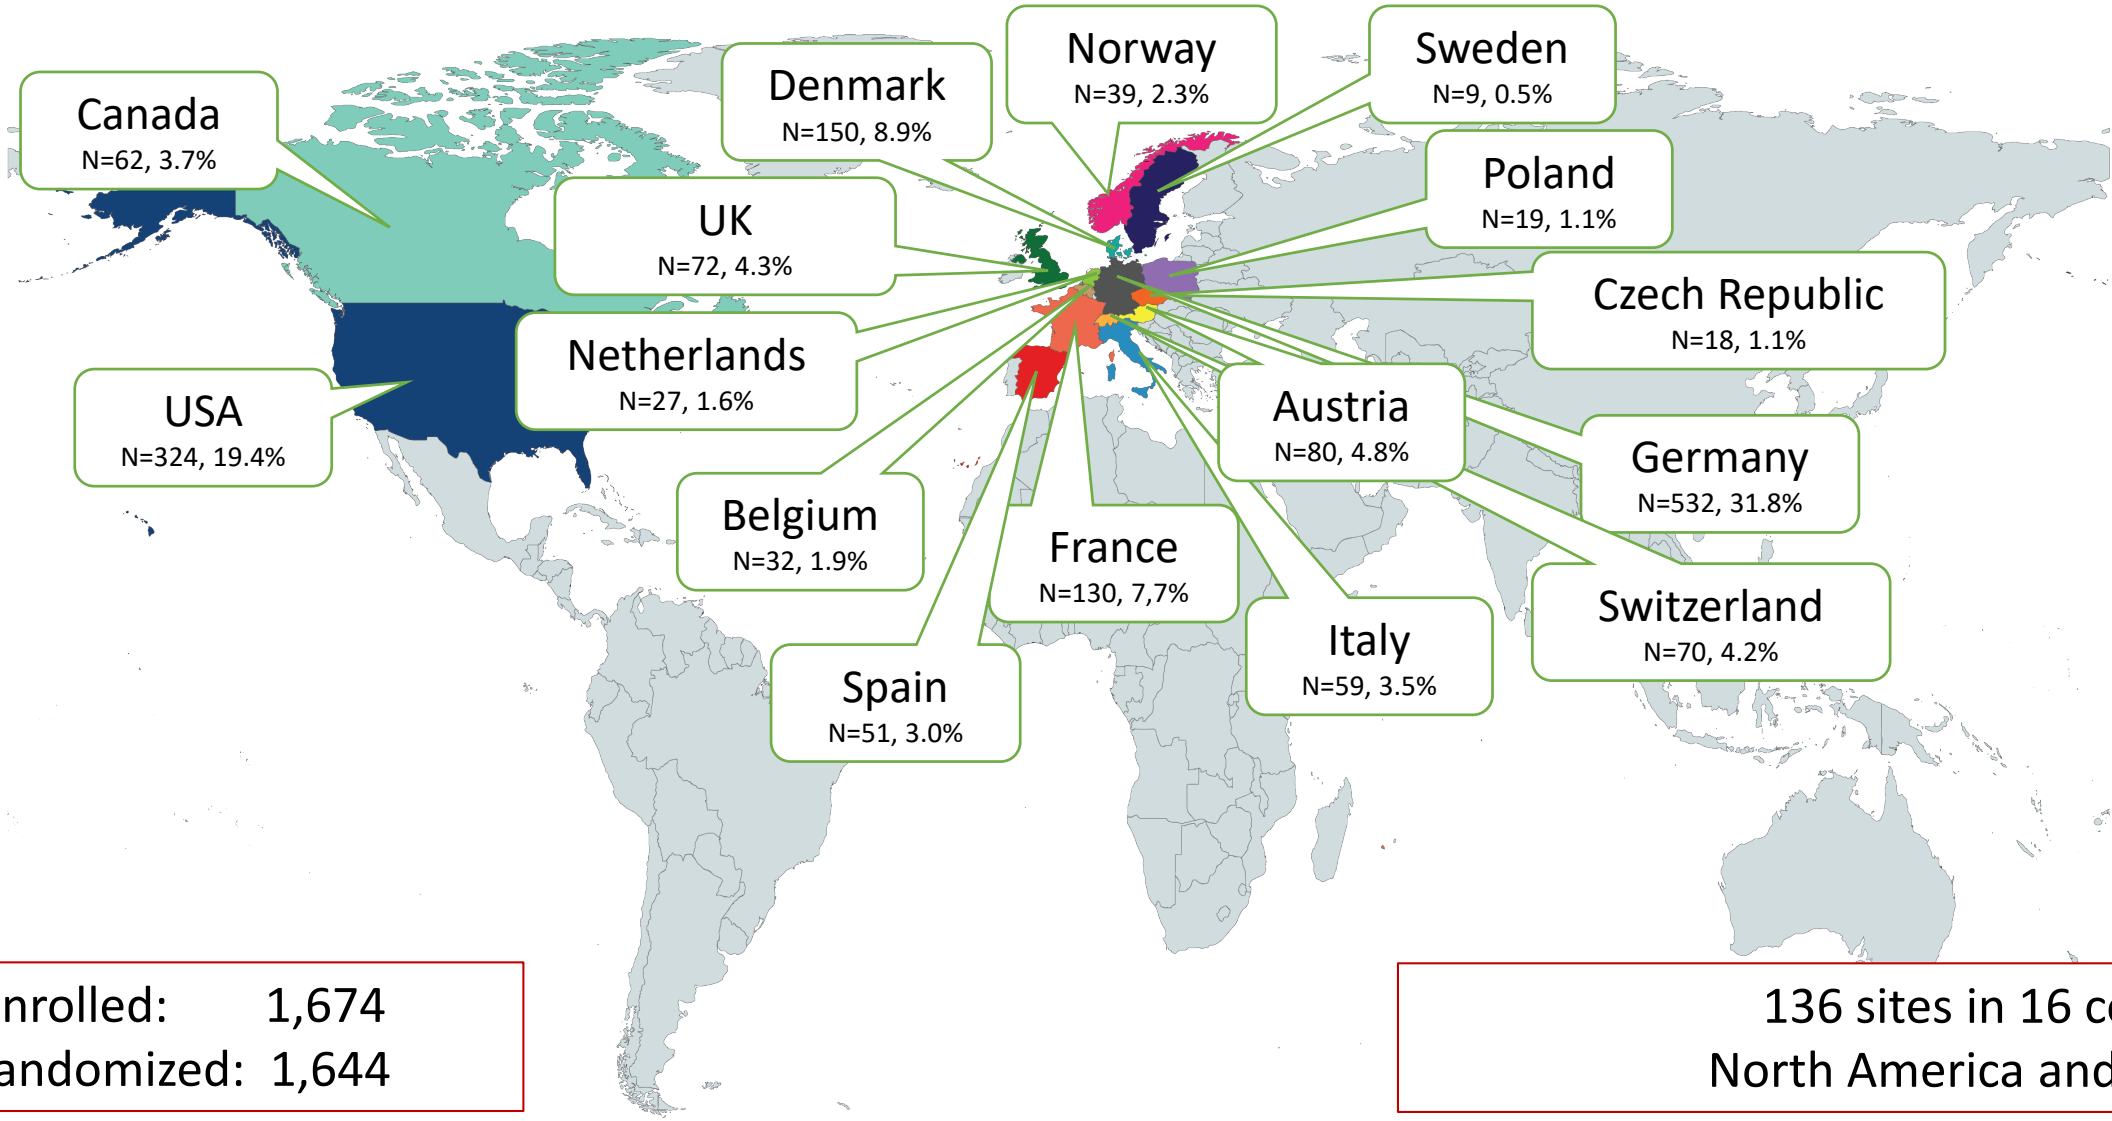 Norway
N=39, 2.3%
Sweden
N=9, 0.5%
Denmark
N=150, 8.9%
Canada
N=62, 3.7%
Poland
N=19, 1.1%
UK
N=72, 4.3%
Czech Republic
N=18, 1.1%
Netherlands
N=27, 1.6%
USA
N=324, 19.4%
Austria
N=80, 4.8%
Germany
N=532, 31.8%
Belgium
N=32, 1.9%
France
N=130, 7,7%
Switzerland
N=70, 4.2%
Italy
N=59, 3.5%
Spain
N=51, 3.0%
nrolled: 1,674
andomized: 1,644
136 sites in 16 c
North America and